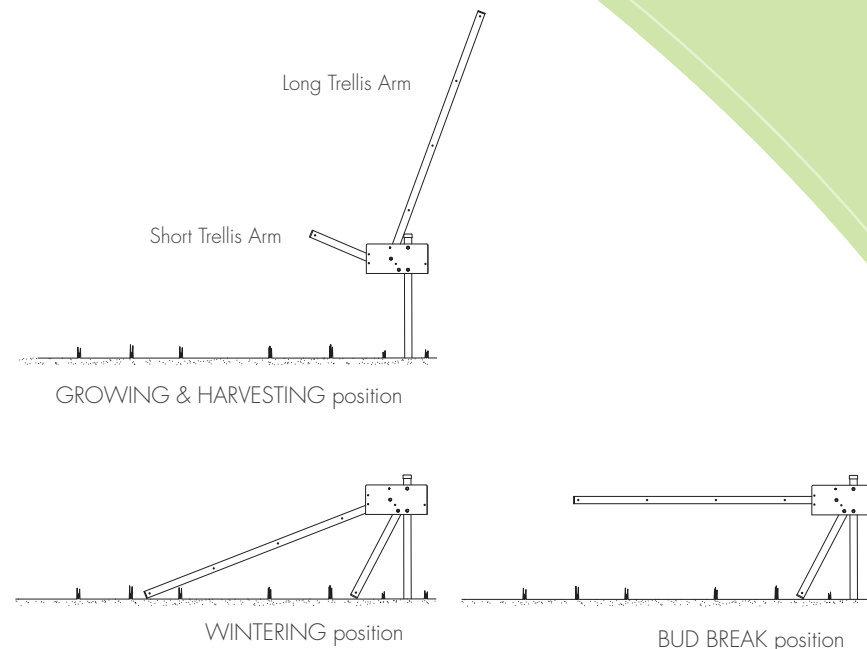 Long Trellis Arm
Short Trellis Arm
GROWING & HARVESTING position
WINTERING position
BUD BREAK position